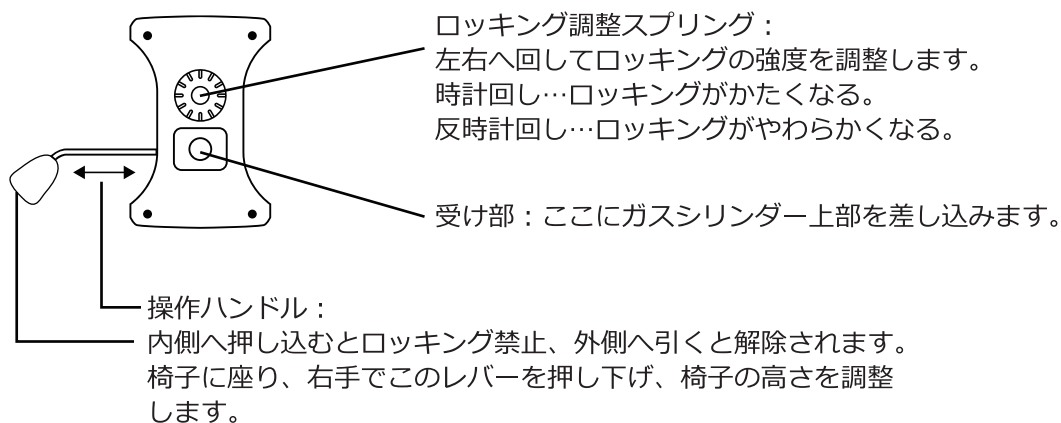 ロッキング調整スプリング：
左右へ回してロッキングの強度を調整します。
時計回し…ロッキングがかたくなる。
反時計回し…ロッキングがやわらかくなる。
受け部：ここにガスシリンダー上部を差し込みます。
操作ハンドル：
内側へ押し込むとロッキング禁止、外側へ引くと解除されます。
椅子に座り、右手でこのレバーを押し下げ、椅子の高さを調整
します。